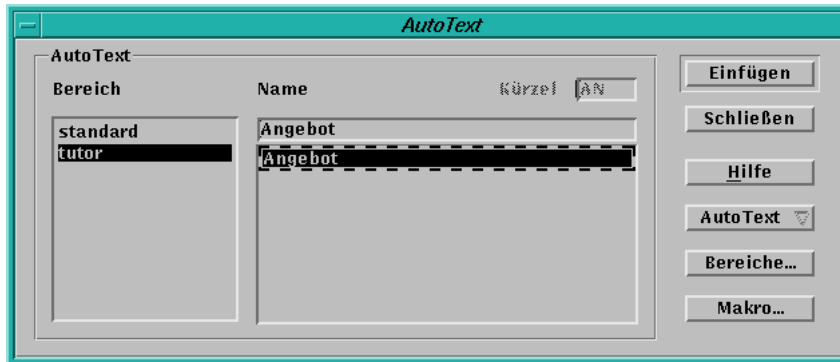 AutoText
AutoText
Bereich Name Kürzel AN
standard Angebot
tutor Angebot
Einfügen
Schließen
Hilfe
AutoText
Bereiche...
Makro...